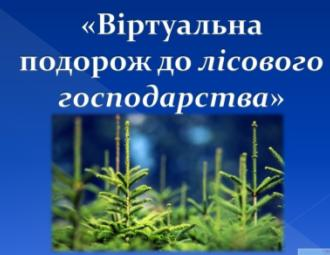 «Віртуальна
подорож до лісового
господарства»